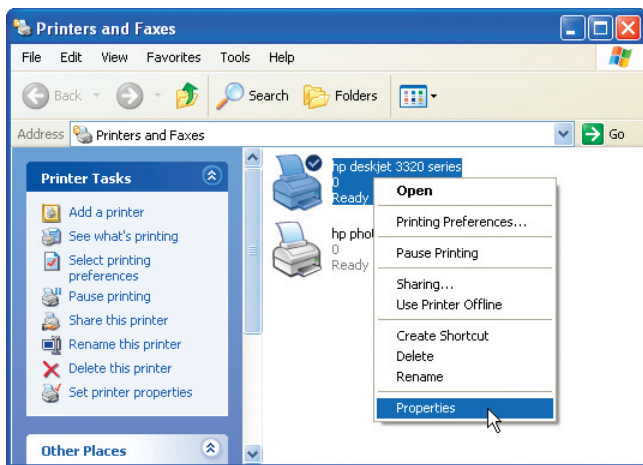 Printers and Faxes
File Edit View Favorites Tools Help
Back Search Folders
Address Printers and Faxes Go
Printer Tasks
Add a printer
See what's printing
Select printing
preferences
Pause printing
Share this printer
Rename this printer
Delete this printer
Set printer properties
Other Places
hp deskjet 3320 series
0
Ready
hp phot
0
Ready
Open
Printing Preferences...
Pause Printing
Sharing...
Use Printer Offline
Create Shortcut
Delete
Rename
Properties